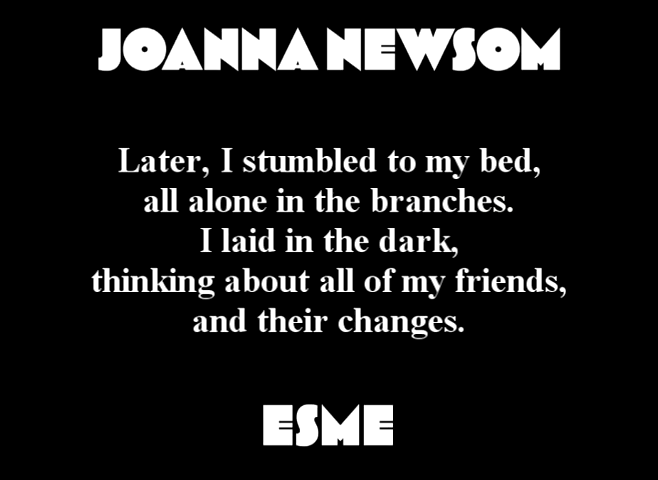 JOANNA NEWSOM
Later, I stumbled to my bed,
all alone in the branches.
I laid in the dark,
thinking about all of my friends,
and their changes.
ESME